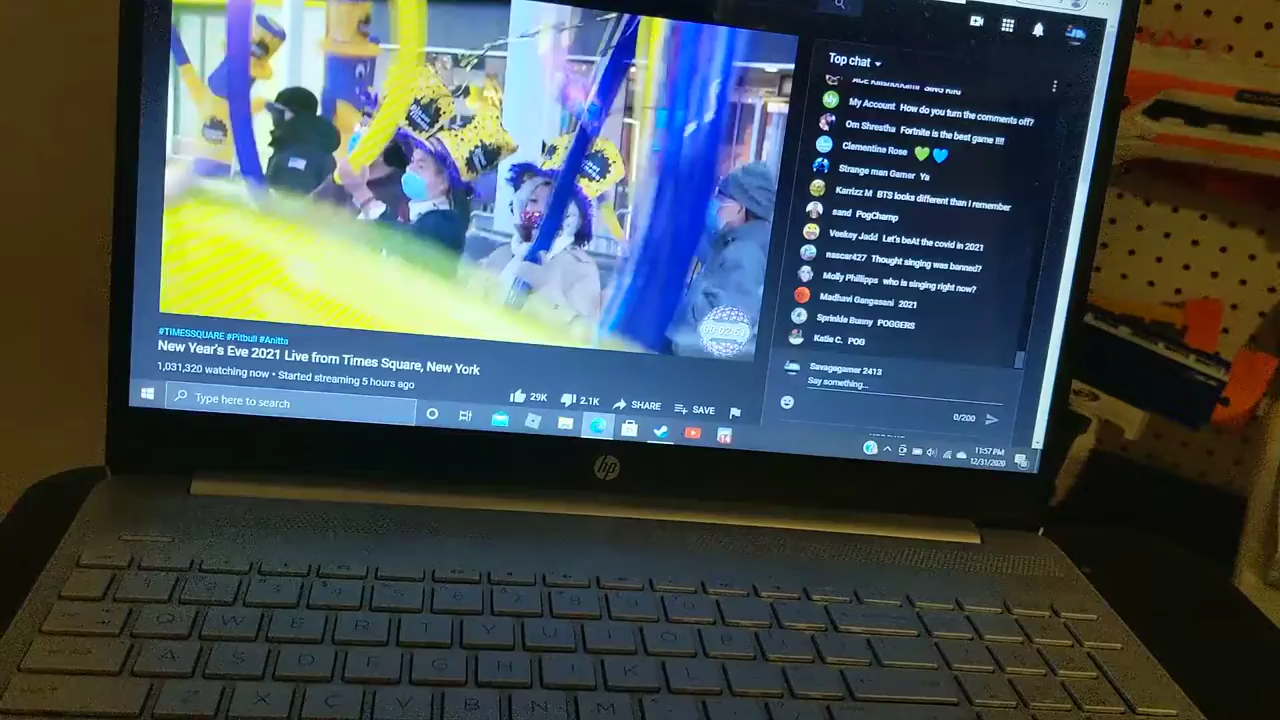 Top chat
My Account How do you turn the comments off?
Om Shrestha Fortnite is the best game !!!!
Clementine Rose 💚💙
Strange man Gamer Ya
Karrizz M BTS looks different than I remember
sand PogChamp
Veekey Jadd Let's beAt the covid in 2021
nascar427 Thought singing was banned?
Molly Phillipps who is singing right now?
Madhavi Gangasani 2021
Sprinkle Bunny POGGERS
Katie C. POG
Savagegamer 2413
Say something...
0/200
#TIMESSQUARE #Pitbull #Anitta
New Year's Eve 2021 Live from Times Square, New York
1,031,320 watching now • Started streaming 5 hours ago
29K 2.1K SHARE SAVE
Type here to search
14
11:57 PM
12/31/2020
hp
Q W E R T Y U I O P
A S D F G H J K L
Z X C V B N M